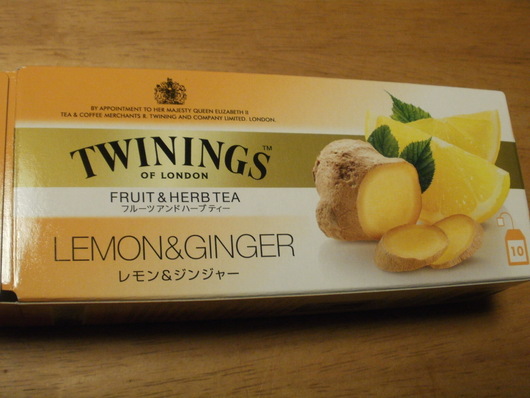 BY APPOINTMENT TO HER MAJESTY QUEEN ELIZABETH II
TEA & COFFEE MERCHANTS R. TWINING AND COMPANY LIMITED. LONDON.
TWININGS™
OF LONDON
FRUIT & HERB TEA
フルーツ アンド ハーブ ティー
LEMON&GINGER
レモン&ジンジャー
10